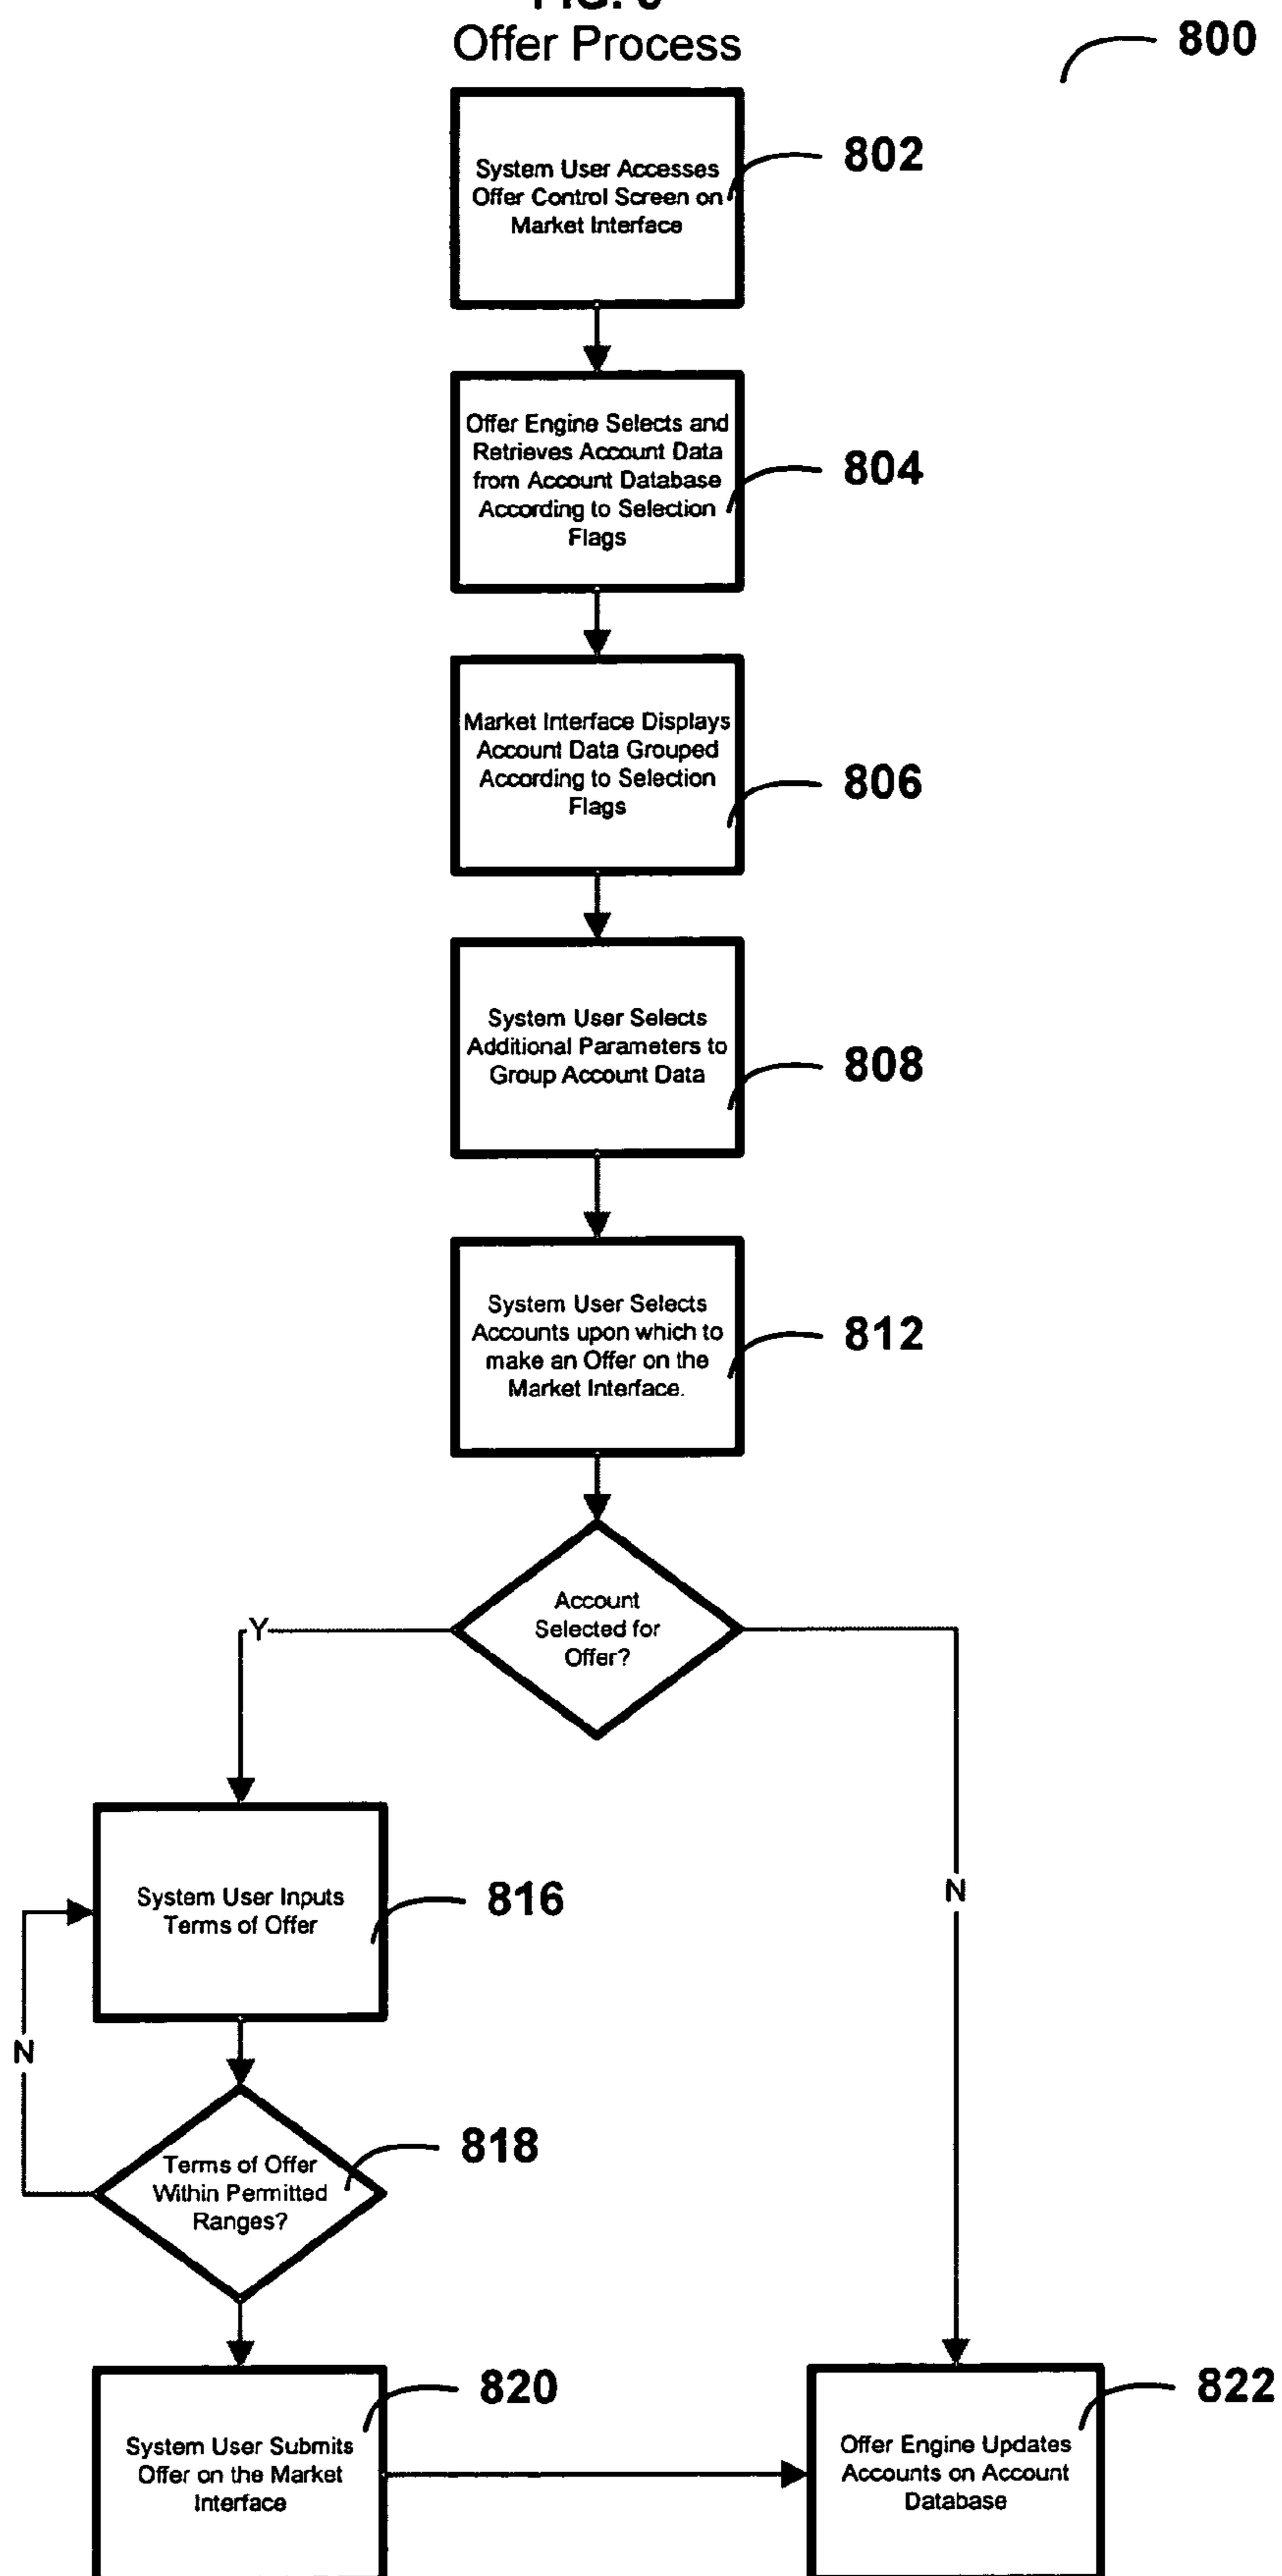 Offer Process
800
System User Accesses
Offer Control Screen on
Market Interface
802
Offer Engine Selects and
Retrieves Account Data
from Account Database
According to Selection
Flags
804
Market Interface Displays
Account Data Grouped
According to Selection
Flags
806
System User Selects
Additional Parameters to
Group Account Data
808
System User Selects
Accounts upon which to
make an Offer on the
Market Interface.
812
Account
Selected for
Offer?
Y
N
System User Inputs
Terms of Offer
816
N
Terms of Offer
Within Permitted
Ranges?
818
System User Submits
Offer on the Market
Interface
820
Offer Engine Updates
Accounts on Account
Database
822